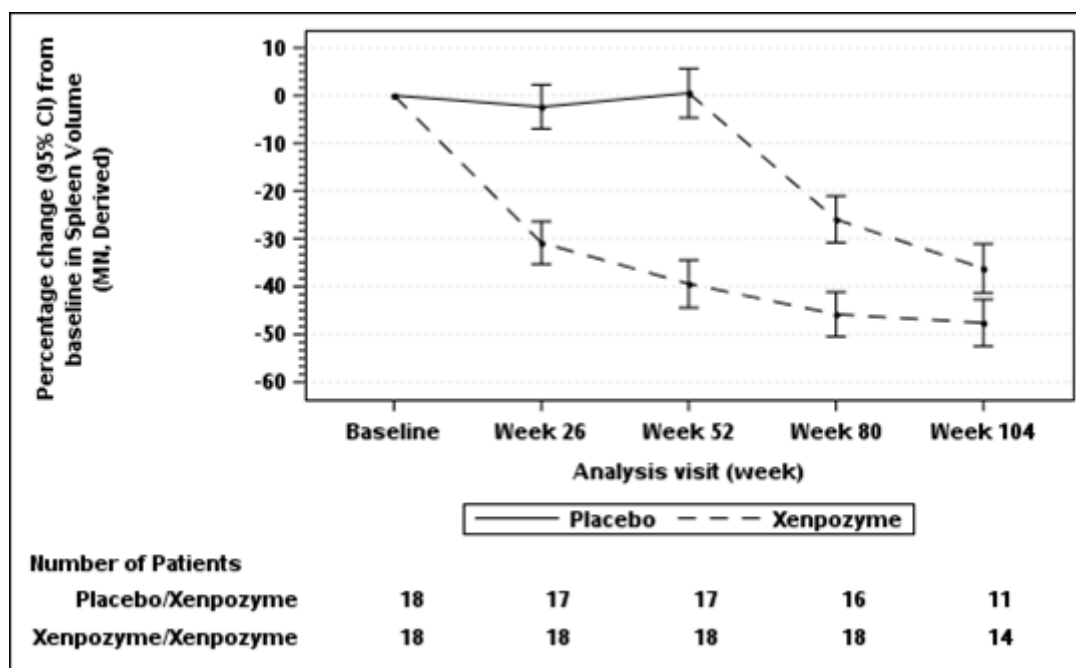 Percentage change (95% CI) from
baseline in Spleen Volume
(MN, Derived)
10
0
-10
-20
-30
-40
-50
-60
Baseline Week 26 Week 52 Week 80 Week 104
Analysis visit (week)
Placebo Xenpozyme
Number of Patients
Placebo/Xenpozyme 18 17 17 16 11
Xenpozyme/Xenpozyme 18 18 18 18 14